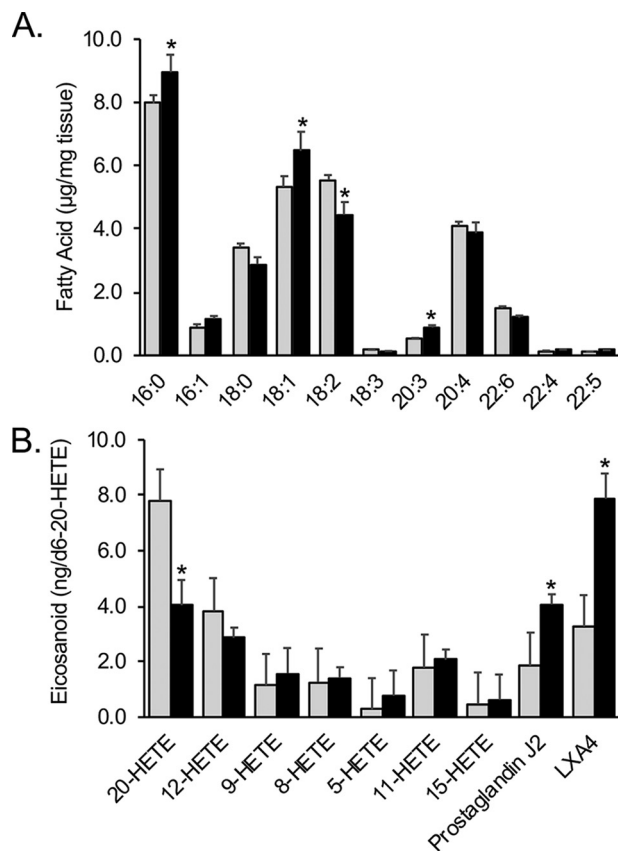 A.
Fatty Acid (µg/mg tissue)
10.0
8.0
6.0
4.0
2.0
0.0
* * * *
16:0 16:1 18:0 18:1 18:2 18:3 20:3 20:4 22:6 22:4 22:5
B.
Eicosanoid (ng/d6-20-HETE)
10.0
8.0
6.0
4.0
2.0
0.0
* * *
20-HETE 12-HETE 9-HETE 8-HETE 5-HETE 11-HETE 15-HETE Prostaglandin J2 LXA4